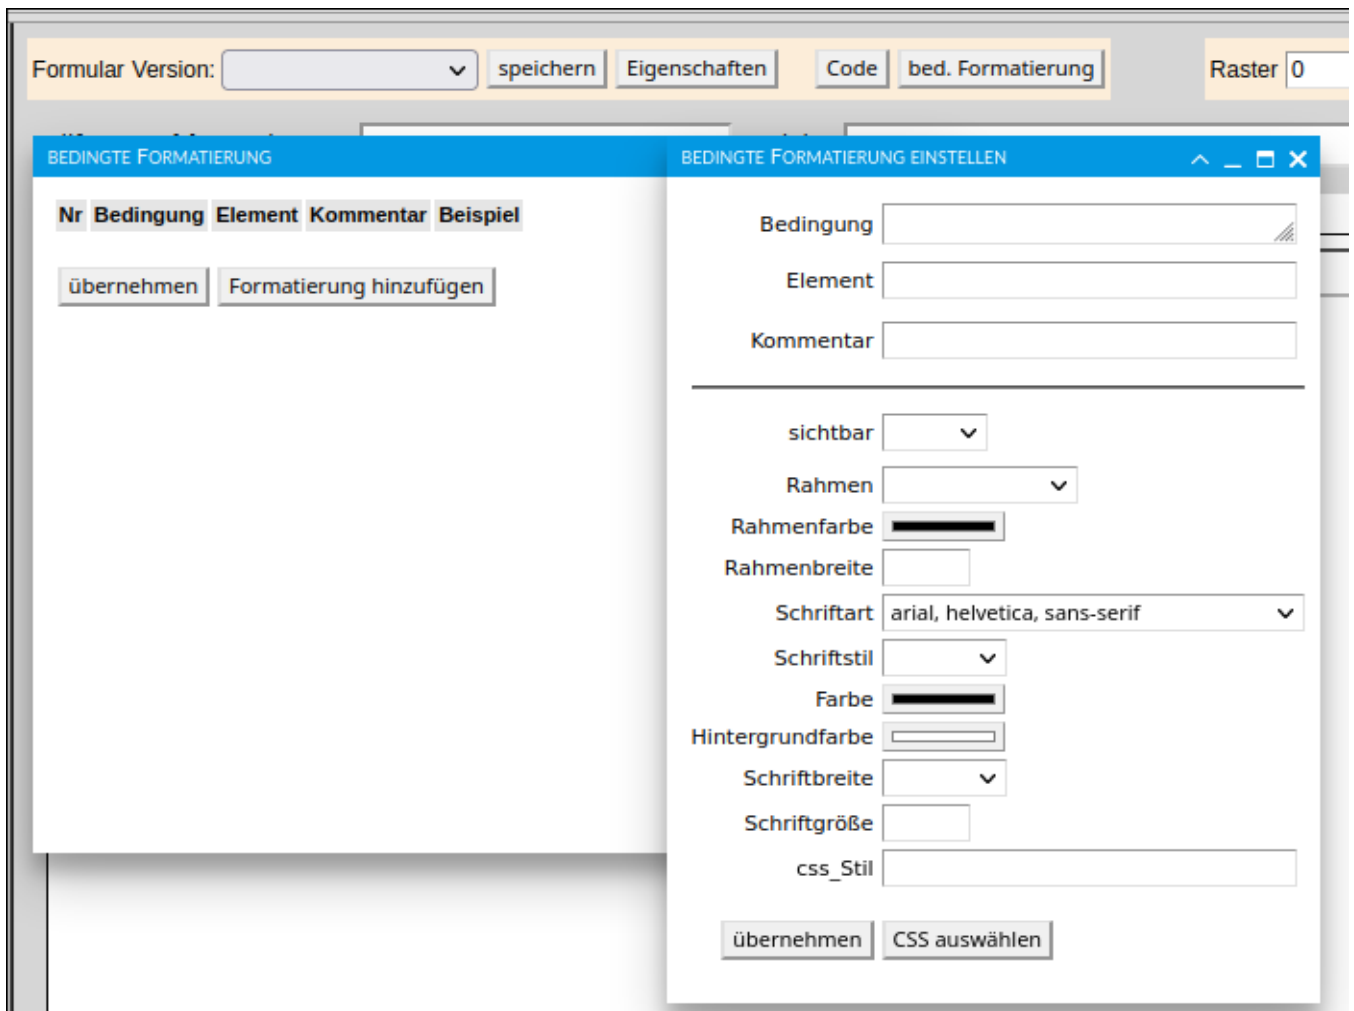 Formular Version: speichern Eigenschaften Code bed. Formatierung Raster 0
BEDINGTE FORMATIERUNG
Nr Bedingung Element Kommentar Beispiel
übernehmen Formatierung hinzufügen
BEDINGTE FORMATIERUNG EINSTELLEN
Bedingung
Element
Kommentar
sichtbar
Rahmen
Rahmenfarbe
Rahmenbreite
Schriftart arial, helvetica, sans-serif
Schriftstil
Farbe
Hintergrundfarbe
Schriftbreite
Schriftgröße
css_Stil
übernehmen CSS auswählen